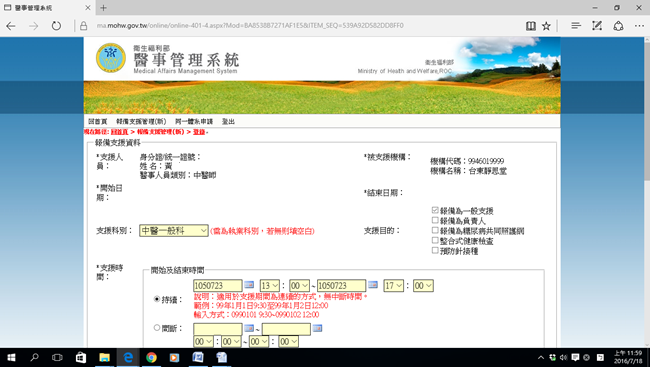 醫事管理系統
ma.mohw.gov.tw/online/online-401-4.aspx?Mod=BA8538B7271AF1E5&ITEM_SEQ=539A92D582DD8FF0
衛生福利部
醫事管理系統
Medical Affairs Management System
衛生福利部
Ministry of Health and Welfare,ROC.
回首頁 報備支援管理(新) 同一體系申請 登出
現在路徑: 回首頁 > 報備支援管理(新) > 登錄.
報備支援資料
*支援人員:
身分證/統一證號:
姓 名:黃
醫事人員類別:中醫師
*被支援機構:
機構代碼:9946019999
機構名稱:台東靜思堂
*開始日期:
*結束日期:
支援科別: 中醫一般科 (當為執業科別,若無則填空白)
支援目的:
報備為一般支援
報備為負責人
報備為糖尿病共同照護網
整合式健康檢查
預防針接種
*支援時間:
開始及結束時間
持續:
1050723 13 : 00 ~ 1050723 17 : 00
說明:適用於支援期間為連續的方式,無中斷時間。
範例:99年1月1日9:30至99年1月2日12:00
輸入方式:0990101 9:30~0990102 12:00
間斷:
~
00 : 00 ~ 00 : 00
上午 11:59
2016/7/18